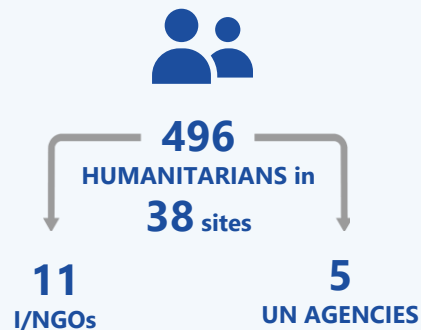 496
HUMANITARIANS in
38 sites
11
I/NGOs
5
UN AGENCIES